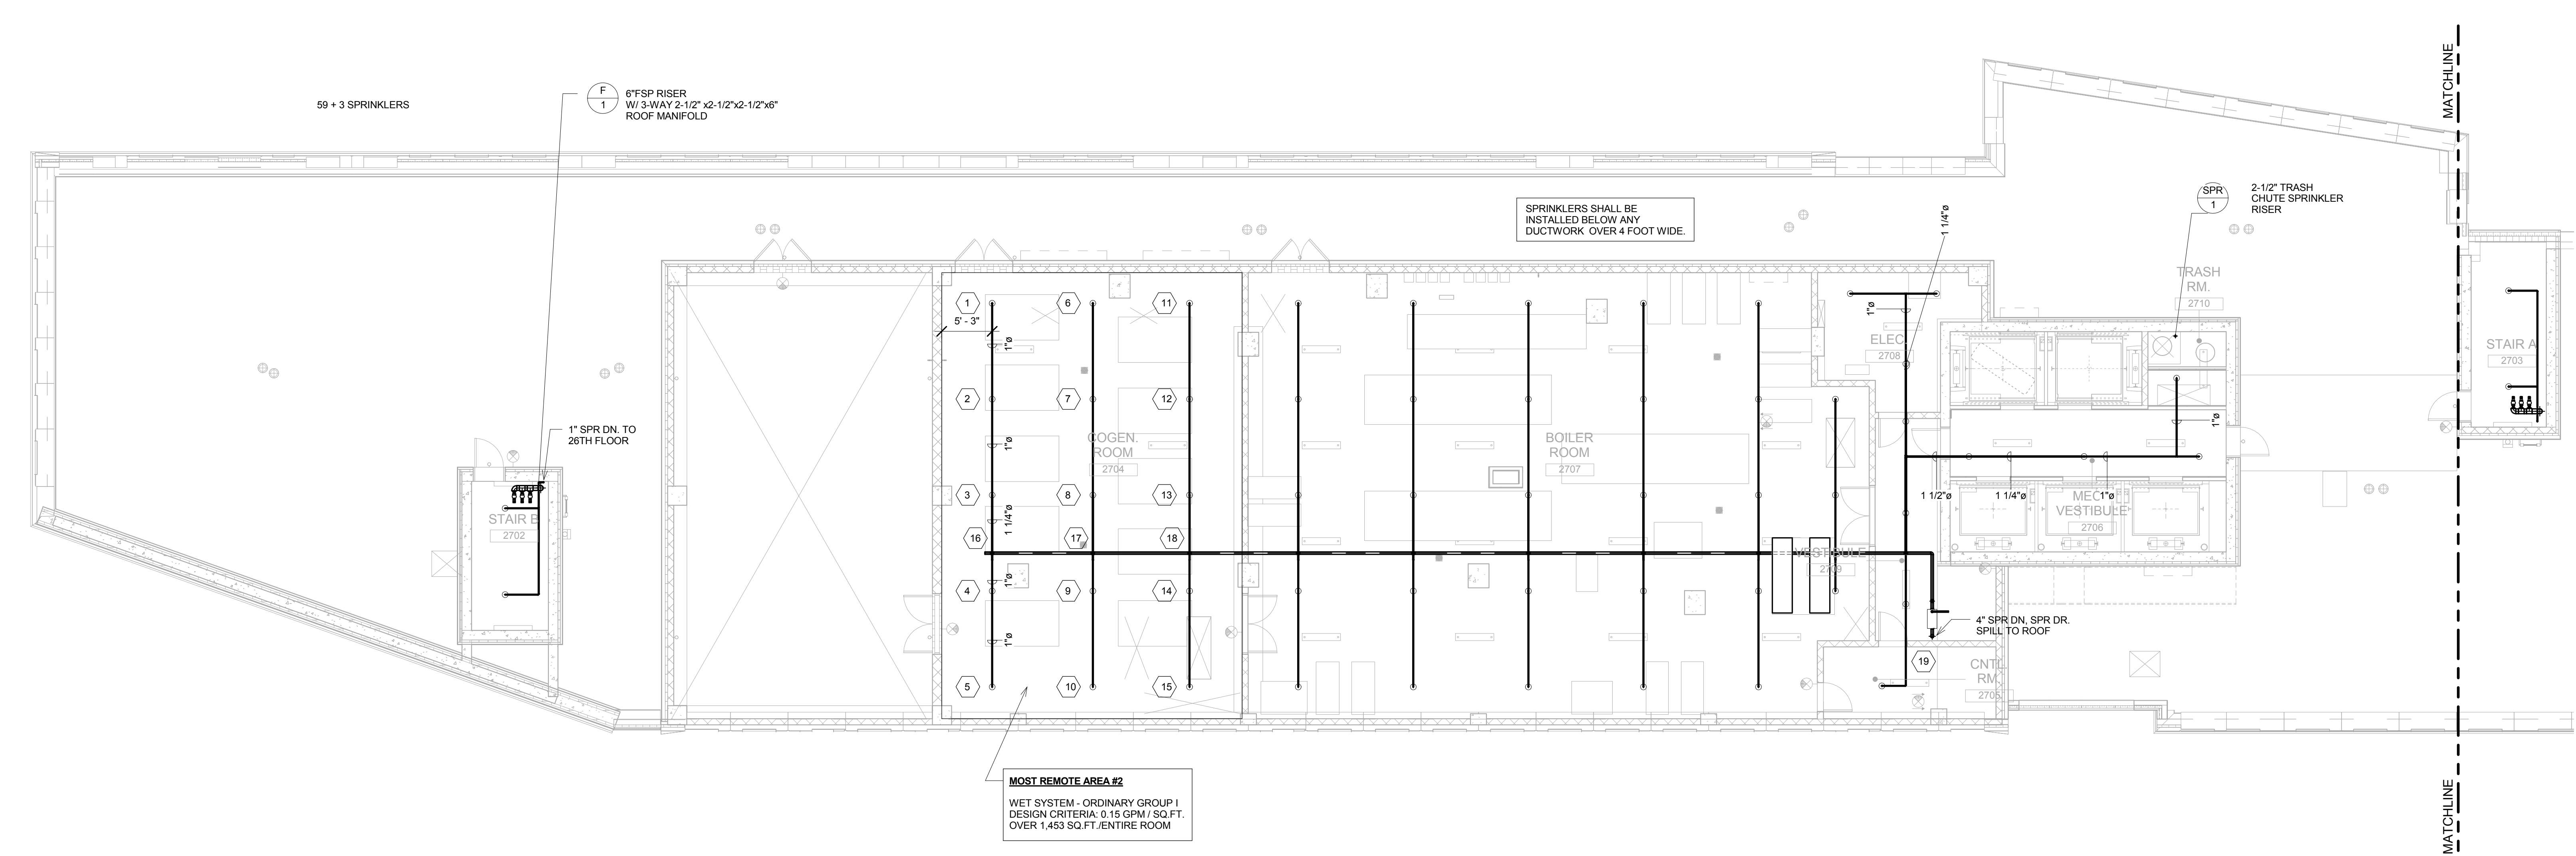 MATCHLINE
59 + 3 SPRINKLERS
F
1
6"FSP RISER
W/ 3-WAY 2-1/2" x2-1/2"x2-1/2"x6"
ROOF MANIFOLD
SPRINKLERS SHALL BE
INSTALLED BELOW ANY
DUCTWORK OVER 4 FOOT WIDE.
1 1/4"ø
SPR
1
2-1/2" TRASH
CHUTE SPRINKLER
RISER
TRASH
RM.
2710
1
6
11
5' - 3"
1"ø
1"ø
ELEC.
2708
STAIR A
2703
2
7
12
1"ø
1"ø
1" SPR DN. TO
26TH FLOOR
COGEN.
ROOM
2704
BOILER
ROOM
2707
3
8
13
1 1/4"ø
1 1/2"ø
1 1/4"ø
1"ø
MEC
VESTIBULE
2706
STAIR B
2702
16
17
18
VESTIBULE
2709
1"ø
4
9
14
1"ø
4" SPR DN, SPR DR.
SPILL TO ROOF
19
CNTL
RM.
2705
5
10
15
MOST REMOTE AREA #2
WET SYSTEM - ORDINARY GROUP I
DESIGN CRITERIA: 0.15 GPM / SQ.FT.
OVER 1,453 SQ.FT./ENTIRE ROOM
MATCHLINE